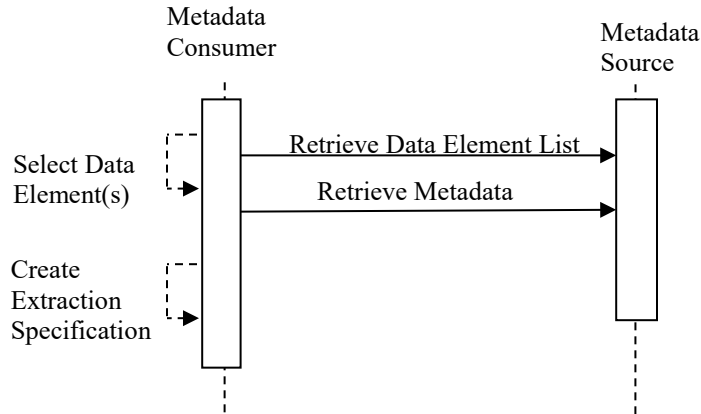 Metadata
Consumer
Metadata
Source
Retrieve Data Element List
Select Data
Element(s)
Retrieve Metadata
Create
Extraction
Specification